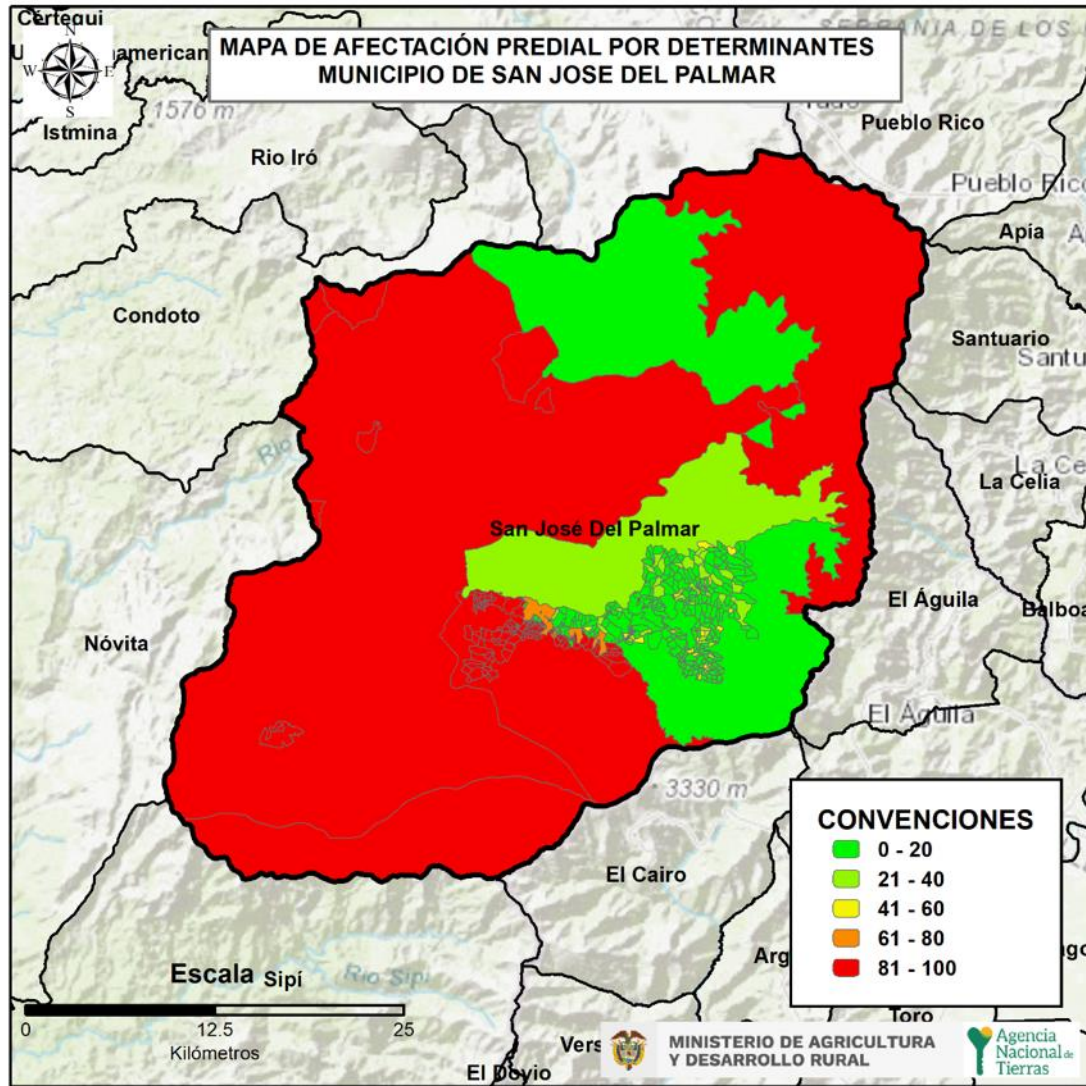 Cértegui
N
W
E
S
MAPA DE AFECTACIÓN PREDIAL POR DETERMINANTES
MUNICIPIO DE SAN JOSE DEL PALMAR
1576 m
Istmina
Rio Iró
Pueblo Rico
Pueblo Rico
Apía
Condoto
Santuario
La Celia
San José Del Palmar
El Águila
Nóvita
El Águila
3330 m
El Cairo
CONVENCIONES
0 - 20
21 - 40
41 - 60
61 - 80
81 - 100
Escala
Sipí
Rio Sipi
0
12.5
25
Kilómetros
Toro
MINISTERIO DE AGRICULTURA
Y DESARROLLO RURAL
Agencia
Nacional de
Tierras
El Dovio